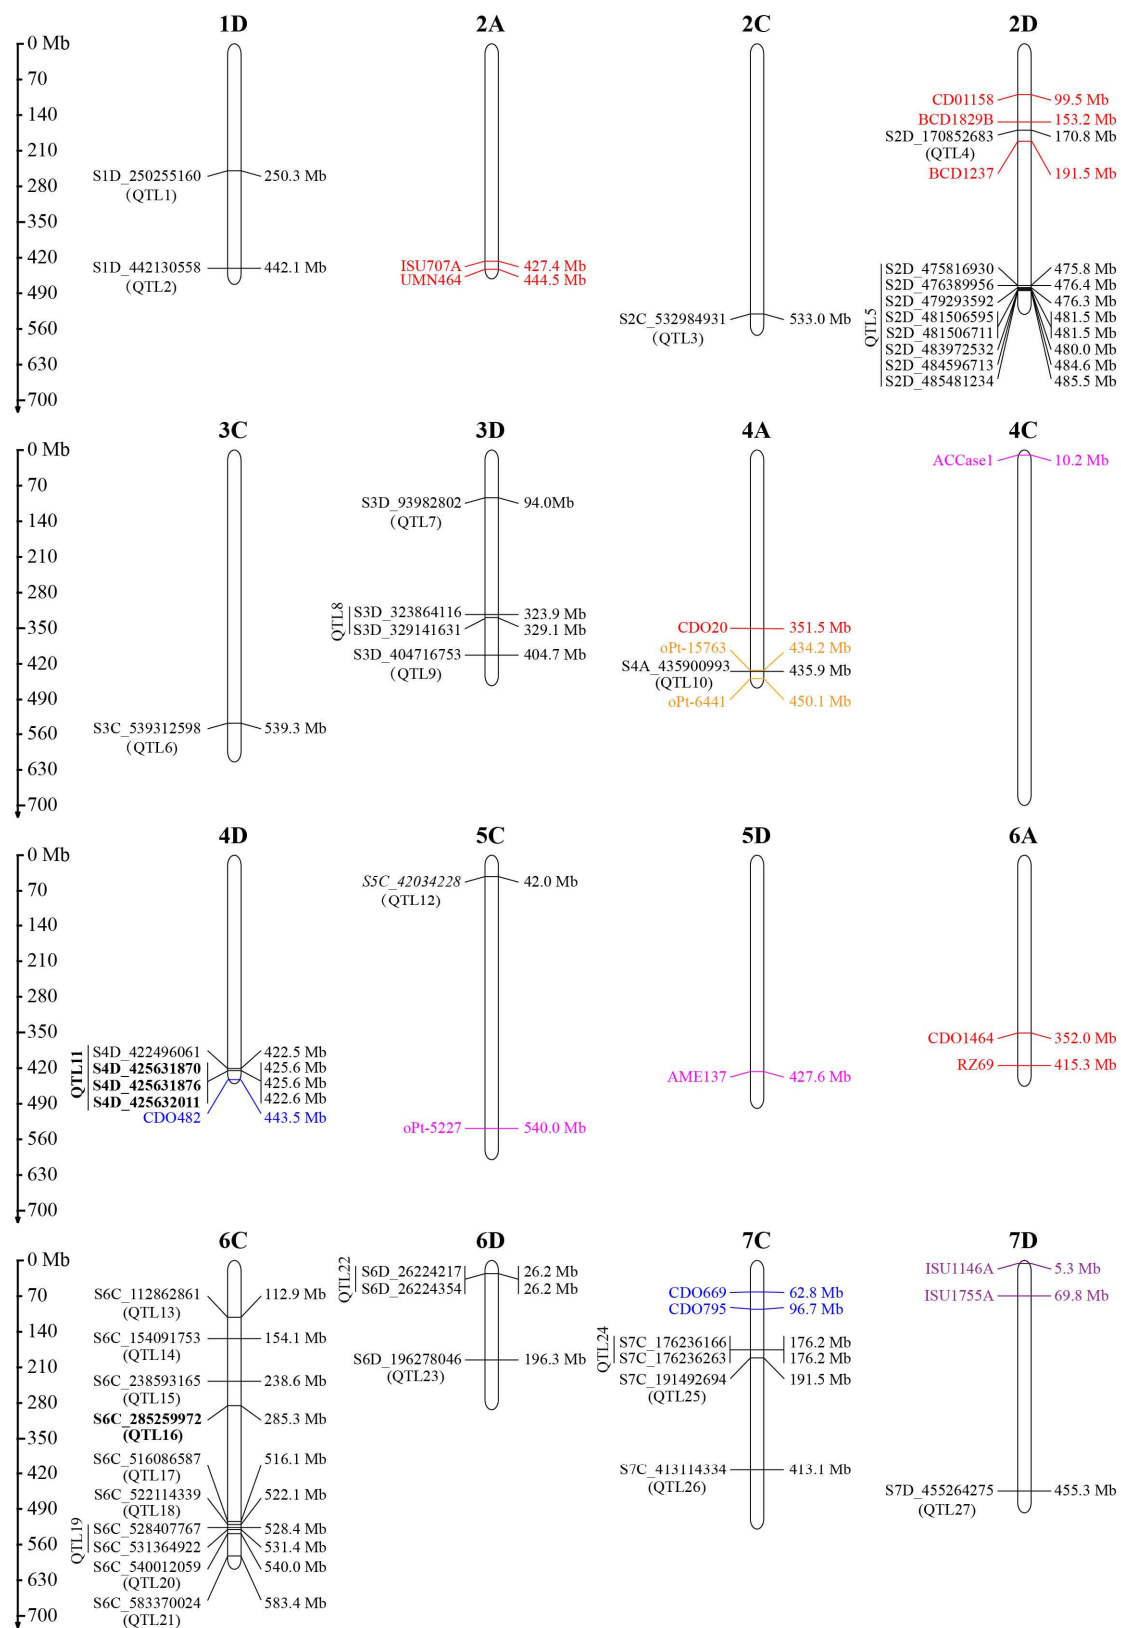 1D 2A 2C 2D
0 Mb
70
140
210
280
350
420
490
560
630
700
S1D_250255160 250.3 Mb
(QTL1)
S1D_442130558 442.1 Mb
(QTL2)
ISU707A 427.4 Mb
UMN464 444.5 Mb
S2C_532984931 533.0 Mb
(QTL3)
CD01158 99.5 Mb
BCD1829B 153.2 Mb
S2D_170852683 170.8 Mb
(QTL4)
BCD1237 191.5 Mb
QTL5
S2D_475816930 475.8 Mb
S2D_476389956 476.4 Mb
S2D_479293592 476.3 Mb
S2D_481506595 481.5 Mb
S2D_481506711 481.5 Mb
S2D_483972532 480.0 Mb
S2D_484596713 484.6 Mb
S2D_485481234 485.5 Mb
3C 3D 4A 4C
0 Mb
70
140
210
280
350
420
490
560
630
700
S3C_539312598 539.3 Mb
(QTL6)
S3D_93982802 94.0Mb
(QTL7)
QTL8
S3D_323864116 323.9 Mb
S3D_329141631 329.1 Mb
S3D_404716753 404.7 Mb
(QTL9)
CDO20 351.5 Mb
oPt-15763 434.2 Mb
S4A_435900993 435.9 Mb
(QTL10)
oPt-6441 450.1 Mb
ACCase1 10.2 Mb
4D 5C 5D 6A
0 Mb
70
140
210
280
350
420
490
560
630
700
QTL11
S4D_422496061 422.5 Mb
S4D_425631870 425.6 Mb
S4D_425631876 425.6 Mb
S4D_425632011 422.6 Mb
CDO482 443.5 Mb
S5C_42034228 42.0 Mb
(QTL12)
oPt-5227 540.0 Mb
AME137 427.6 Mb
CDO1464 352.0 Mb
RZ69 415.3 Mb
6C 6D 7C 7D
0 Mb
70
140
210
280
350
420
490
560
630
700
S6C_112862861 112.9 Mb
(QTL13)
S6C_154091753 154.1 Mb
(QTL14)
S6C_238593165 238.6 Mb
(QTL15)
S6C_285259972 285.3 Mb
(QTL16)
S6C_516086587 516.1 Mb
(QTL17)
S6C_522114339 522.1 Mb
(QTL18)
QTL19
S6C_528407767 528.4 Mb
S6C_531364922 531.4 Mb
S6C_540012059 540.0 Mb
(QTL20)
S6C_583370024 583.4 Mb
(QTL21)
QTL22
S6D_26224217 26.2 Mb
S6D_26224354 26.2 Mb
S6D_196278046 196.3 Mb
(QTL23)
CDO669 62.8 Mb
CDO795 96.7 Mb
QTL24
S7C_176236166 176.2 Mb
S7C_176236263 176.2 Mb
S7C_191492694 191.5 Mb
(QTL25)
S7C_413114334 413.1 Mb
(QTL26)
ISU1146A 5.3 Mb
ISU1755A 69.8 Mb
S7D_455264275 455.3 Mb
(QTL27)